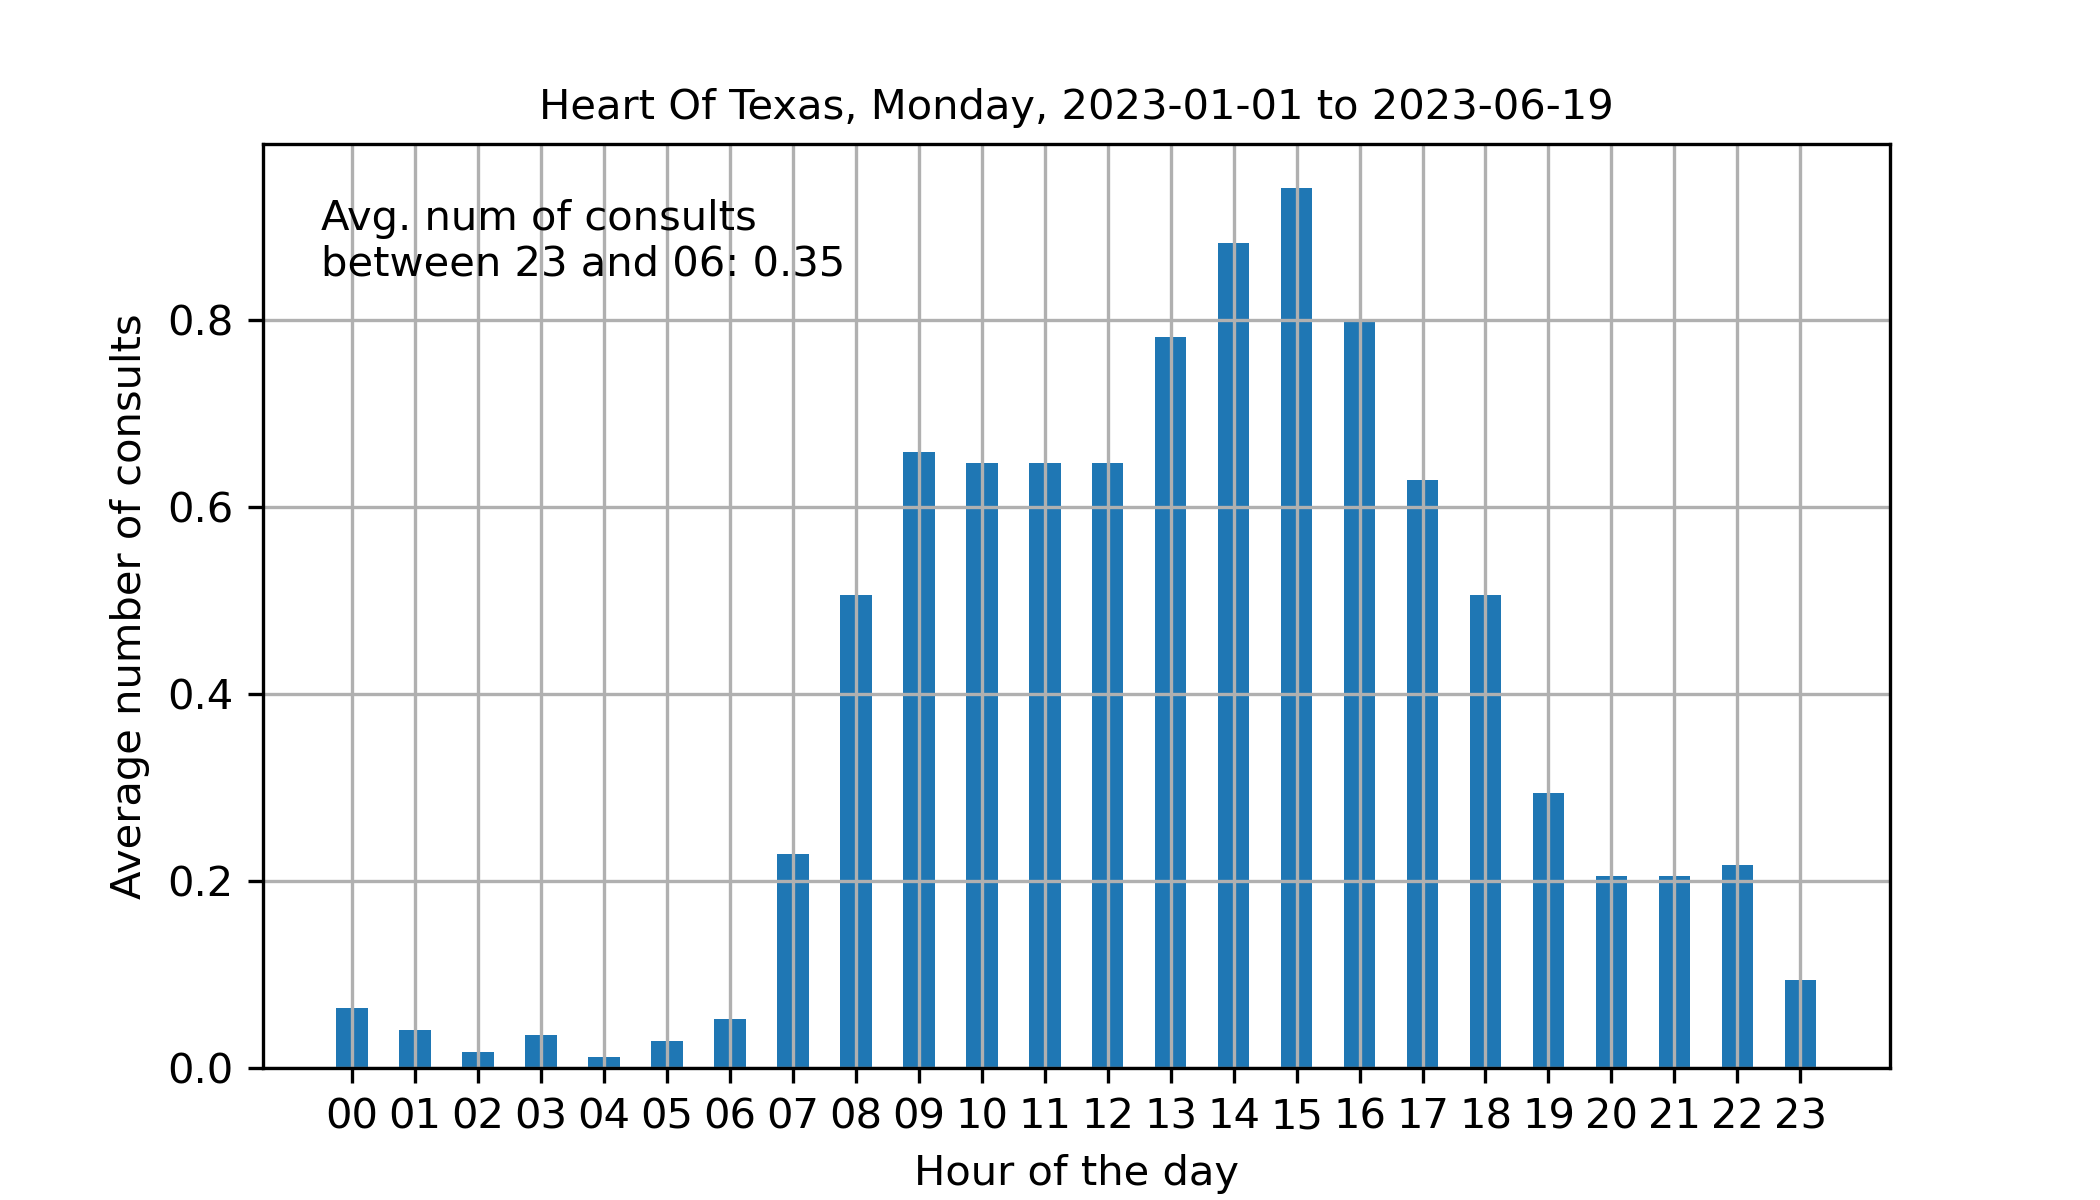 Heart Of Texas, Monday, 2023-01-01 to 2023-06-19
Avg. num of consults
between 23 and 06: 0.35
Average number of consults
0.8
0.6
0.4
0.2
0.0
00 01 02 03 04 05 06 07 08 09 10 11 12 13 14 15 16 17 18 19 20 21 22 23
Hour of the day